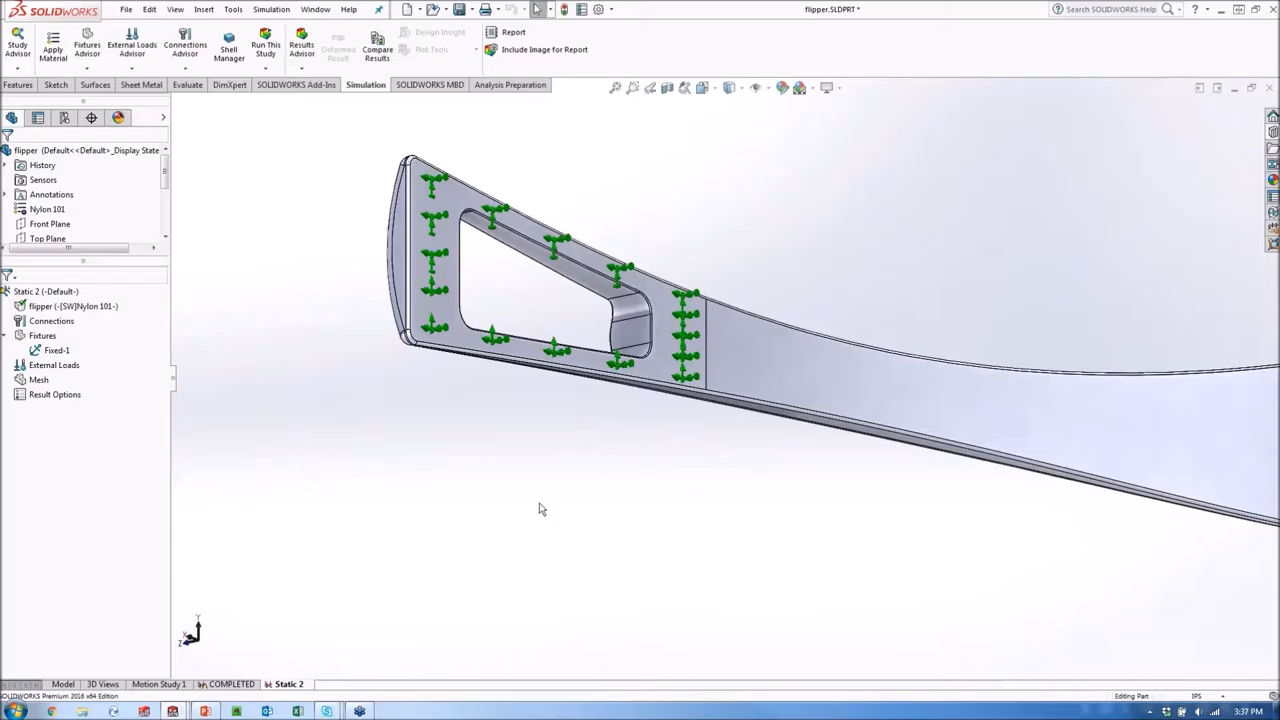 SOLIDWORKS
File Edit View Insert Tools Simulation Window Help
flipper.SLDPRT *
Search SOLIDWORKS Help
Study Advisor
Apply Material
Fixtures Advisor
External Loads Advisor
Connections Advisor
Shell Manager
Run This Study
Results Advisor
Deformed Result
Compare Results
Design Insight
Plot Tools
Report
Include Image for Report
Features Sketch Surfaces Sheet Metal Evaluate DimXpert SOLIDWORKS Add-Ins Simulation SOLIDWORKS MBD Analysis Preparation
flipper (Default<<Default>_Display State
History
Sensors
Annotations
Nylon 101
Front Plane
Top Plane
Static 2 (-Default-)
flipper (-[SW]Nylon 101-)
Connections
Fixtures
Fixed-1
External Loads
Mesh
Result Options
Y
X
Z
Model 3D Views Motion Study 1 COMPLETED Static 2
SOLIDWORKS Premium 2016 x64 Edition
Editing Part
IPS
3:37 PM